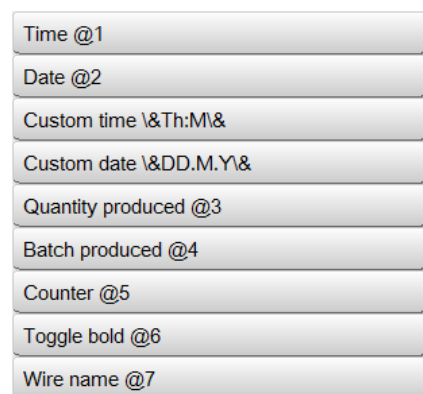 Time @1
Date @2
Custom time \&Th:M\&
Custom date \&DD.M.Y\&
Quantity produced @3
Batch produced @4
Counter @5
Toggle bold @6
Wire name @7